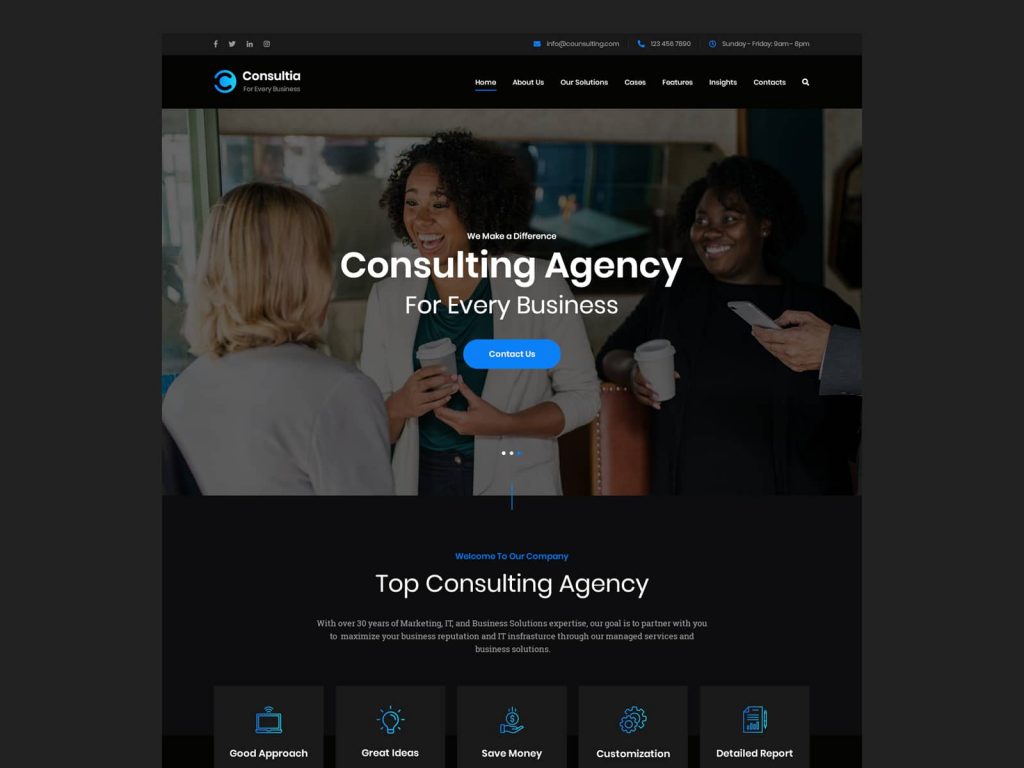 info@counsulting.com 123 456 7890 Sunday - Friday: 9am - 8pm
Consultia
For Every Business
Home About Us Our Solutions Cases Features Insights Contacts
We Make a Difference
Consulting Agency
For Every Business
Contact Us
Welcome To Our Company
Top Consulting Agency
With over 30 years of Marketing, IT, and Business Solutions expertise, our goal is to partner with you
to maximize your business reputation and IT insfrasturce through our managed services and
business solutions.
Good Approach Great Ideas Save Money Customization Detailed Report